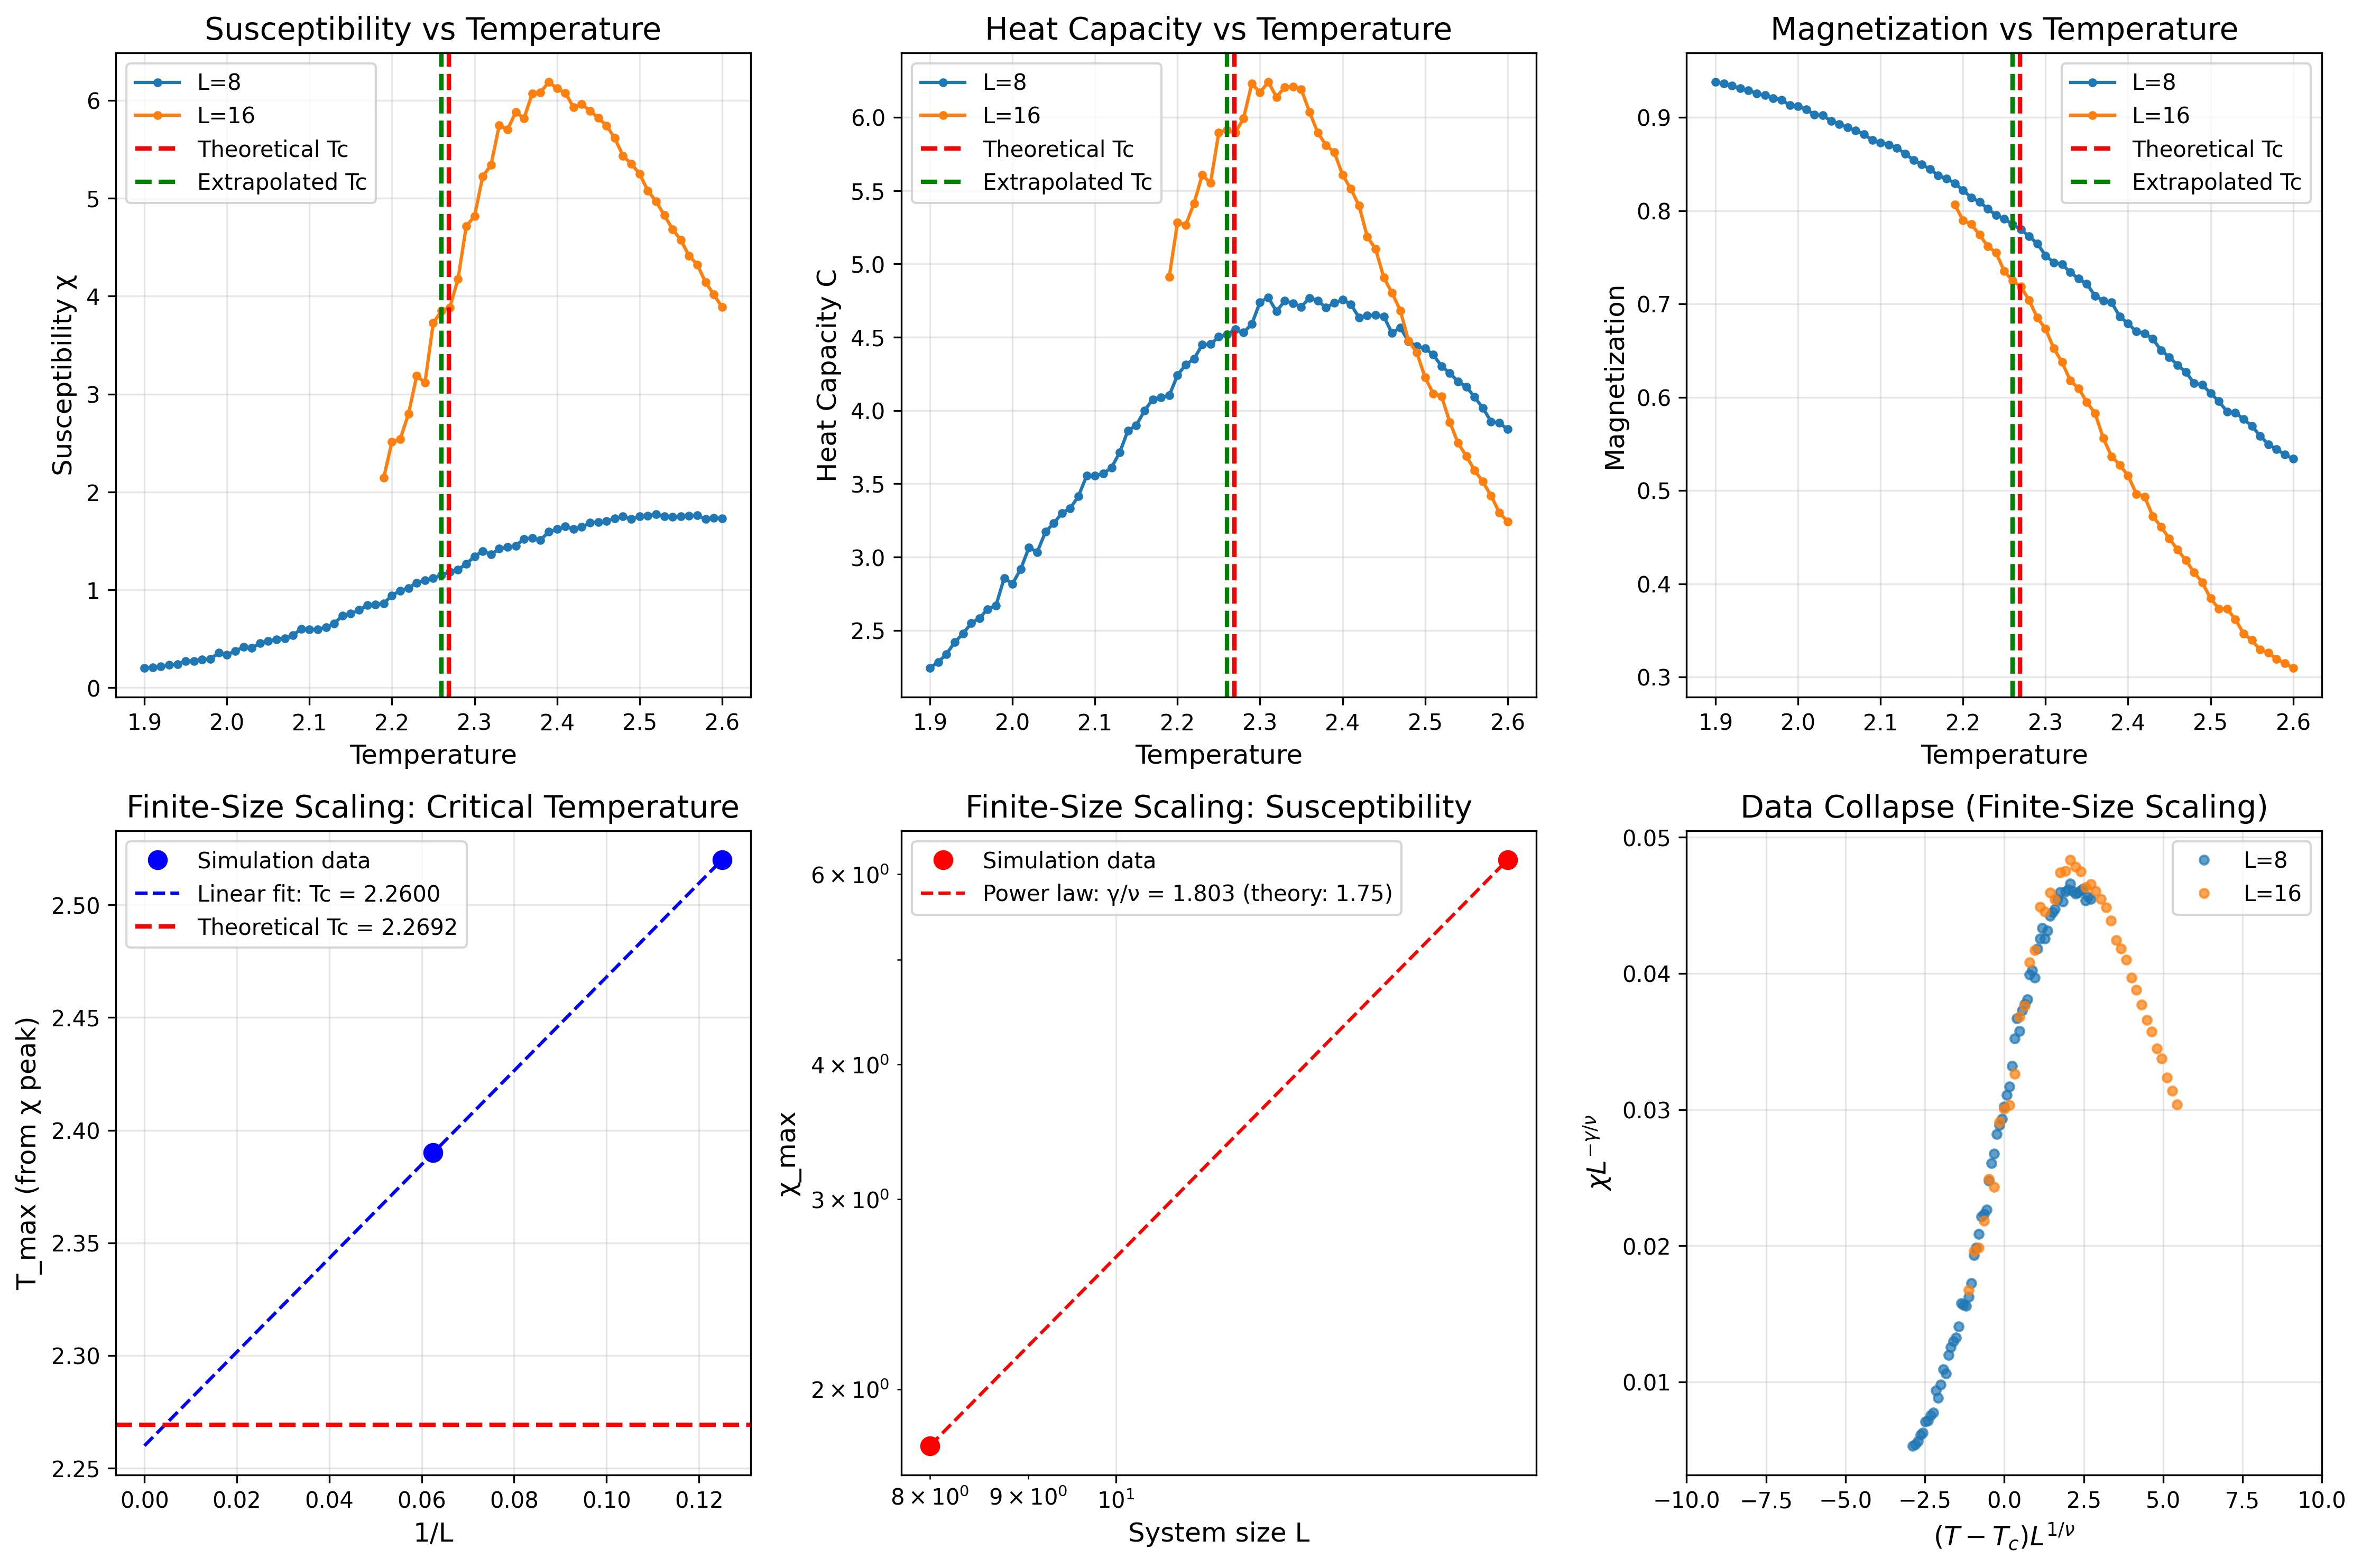 Susceptibility vs Temperature
L=8
L=16
Theoretical Tc
Extrapolated Tc
Susceptibility χ
6
5
4
3
2
1
0
1.9 2.0 2.1 2.2 2.3 2.4 2.5 2.6
Temperature
Heat Capacity vs Temperature
L=8
L=16
Theoretical Tc
Extrapolated Tc
Heat Capacity C
6.0
5.5
5.0
4.5
4.0
3.5
3.0
2.5
1.9 2.0 2.1 2.2 2.3 2.4 2.5 2.6
Temperature
Magnetization vs Temperature
L=8
L=16
Theoretical Tc
Extrapolated Tc
Magnetization
0.9
0.8
0.7
0.6
0.5
0.4
0.3
1.9 2.0 2.1 2.2 2.3 2.4 2.5 2.6
Temperature
Finite-Size Scaling: Critical Temperature
Simulation data
Linear fit: Tc = 2.2600
Theoretical Tc = 2.2692
T_max (from χ peak)
2.50
2.45
2.40
2.35
2.30
2.25
0.00 0.02 0.04 0.06 0.08 0.10 0.12
1/L
Finite-Size Scaling: Susceptibility
Simulation data
Power law: γ/ν = 1.803 (theory: 1.75)
χ_max
6 × 10⁰
4 × 10⁰
3 × 10⁰
2 × 10⁰
8 × 10⁰ 9 × 10⁰ 10¹
System size L
Data Collapse (Finite-Size Scaling)
L=8
L=16
χL^{−γ/ν}
0.05
0.04
0.03
0.02
0.01
−10.0 −7.5 −5.0 −2.5 0.0 2.5 5.0 7.5 10.0
(T − T_c)L^{1/ν}